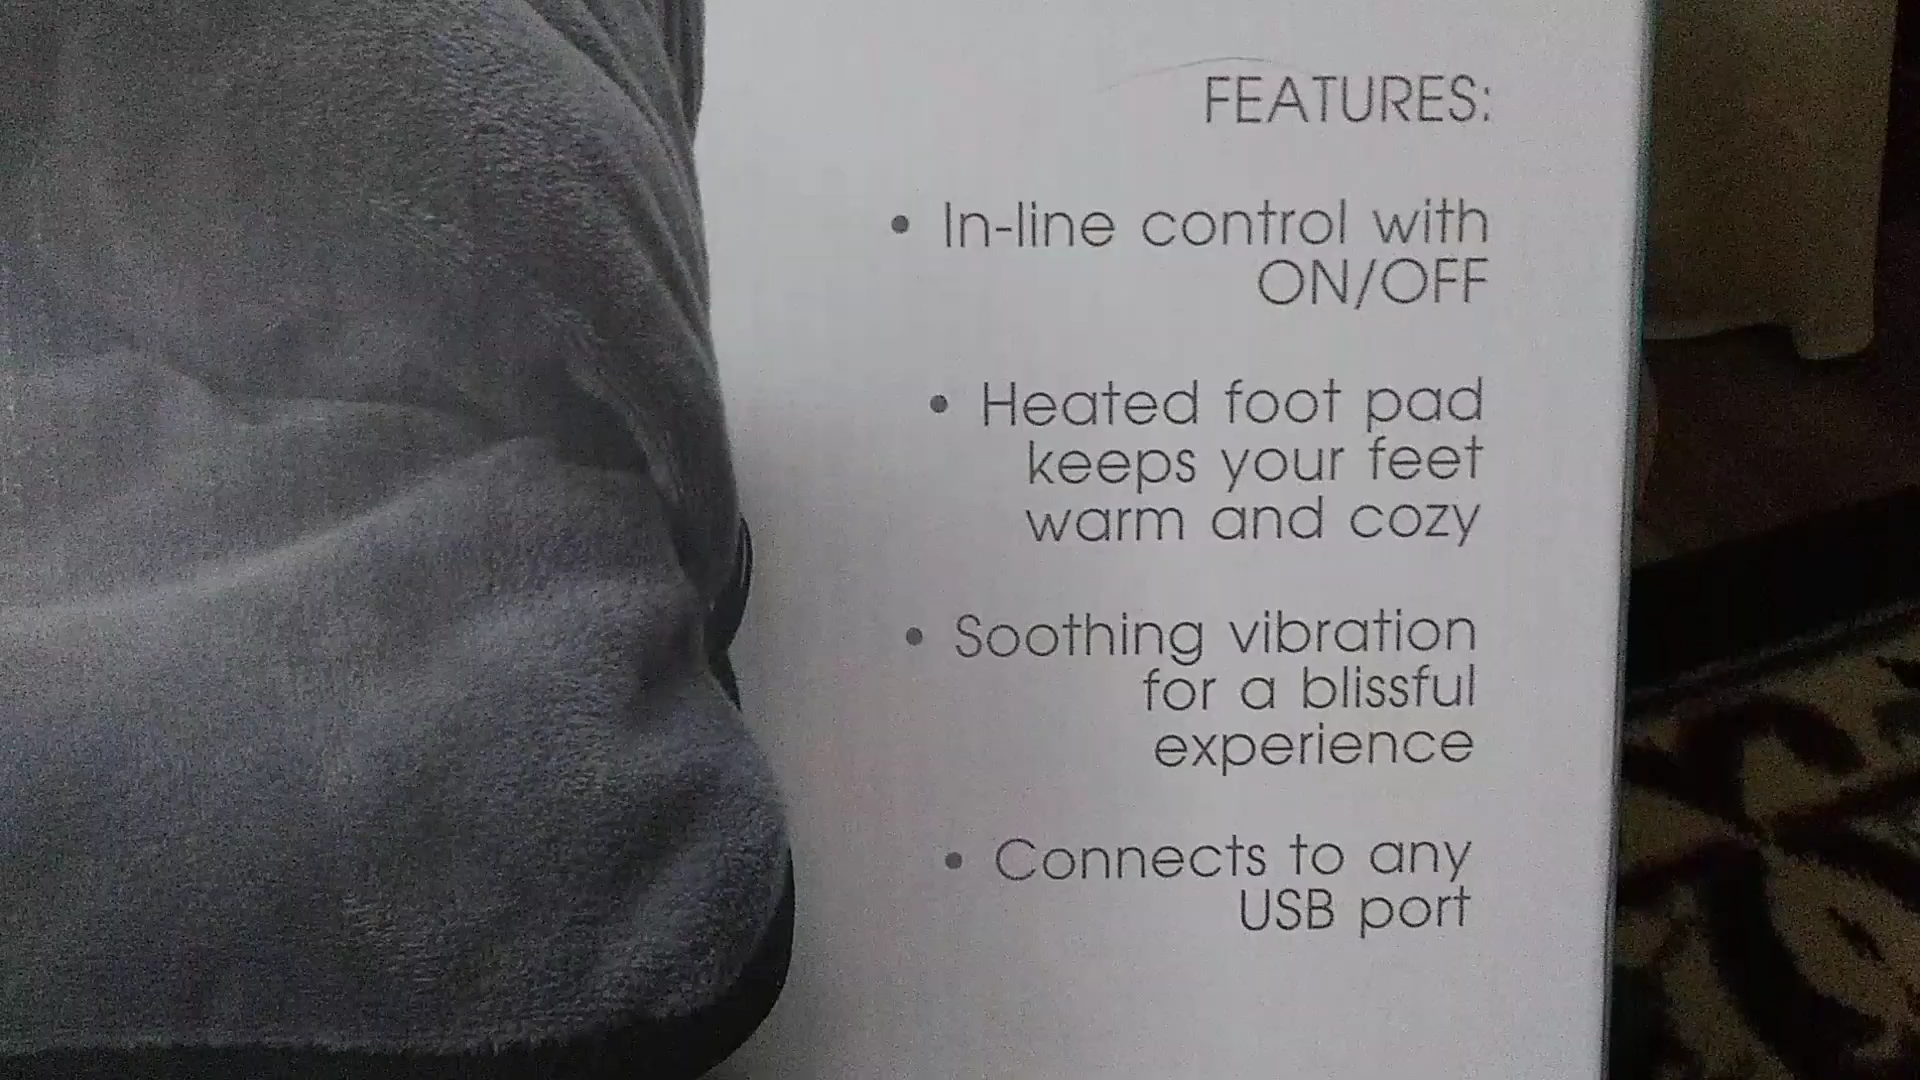 FEATURES:
• In-line control with
ON/OFF
• Heated foot pad
keeps your feet
warm and cozy
• Soothing vibration
for a blissful
experience
• Connects to any
USB port